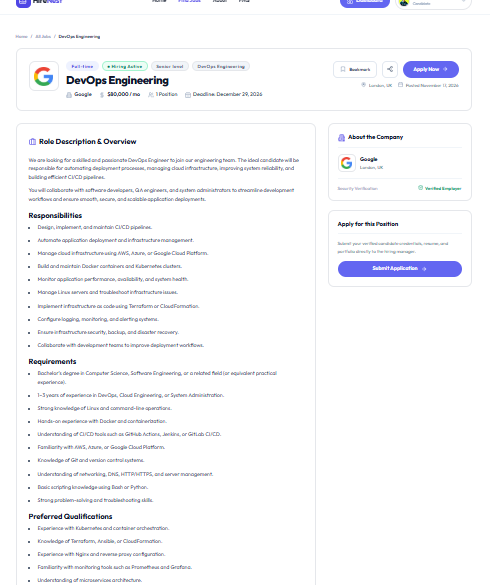 HireNest
Home Find Jobs About FAQ
Dashboard
Candidate
Home / All Jobs / DevOps Engineering
Full-time Hiring Active Senior level DevOps Engineering
DevOps Engineering
Google $80,000 / mo 1 Position Deadline: December 29, 2026
Bookmark
Apply Now →
London, UK Posted November 11, 2026
Role Description & Overview
We are looking for a skilled and passionate DevOps Engineer to join our engineering team. The ideal candidate will be
responsible for automating deployment processes, managing cloud infrastructure, improving system reliability, and
building efficient CI/CD pipelines.
You will collaborate with software developers, QA engineers, and system administrators to streamline development
workflows and ensure smooth, secure, and scalable application deployments.
Responsibilities
Design, implement, and maintain CI/CD pipelines.
Automate application deployment and infrastructure management.
Manage cloud infrastructure using AWS, Azure, or Google Cloud Platform.
Build and maintain Docker containers and Kubernetes clusters.
Monitor application performance, availability, and system health.
Manage Linux servers and troubleshoot infrastructure issues.
Implement Infrastructure as code using Terraform or CloudFormation.
Configure logging, monitoring, and alerting systems.
Ensure infrastructure security, backup, and disaster recovery.
Collaborate with development teams to improve deployment workflows.
Requirements
Bachelor's degree in Computer Science, Software Engineering, or a related field (or equivalent practical
experience).
1–3 years of experience in DevOps, Cloud Engineering, or System Administration.
Strong knowledge of Linux and command-line operations.
Hands-on experience with Docker and containerization.
Understanding of CI/CD tools such as GitHub Actions, Jenkins, or GitLab CI/CD.
Familiarity with AWS, Azure, or Google Cloud Platform.
Knowledge of Git and version control systems.
Understanding of networking, DNS, HTTP/HTTPS, and server management.
Basic scripting knowledge using Bash or Python.
Strong problem-solving and troubleshooting skills.
Preferred Qualifications
Experience with Kubernetes and container orchestration.
Knowledge of Terraform, Ansible, or CloudFormation.
Experience with Nginx and reverse proxy configuration.
Familiarity with monitoring tools such as Prometheus and Grafana.
Understanding of microservices architecture.
About the Company
Google
London, UK
Security Verification Verified Employer
Apply for this Position
Submit your verified candidate credentials, resume, and
portfolio directly to the hiring manager.
Submit Application →